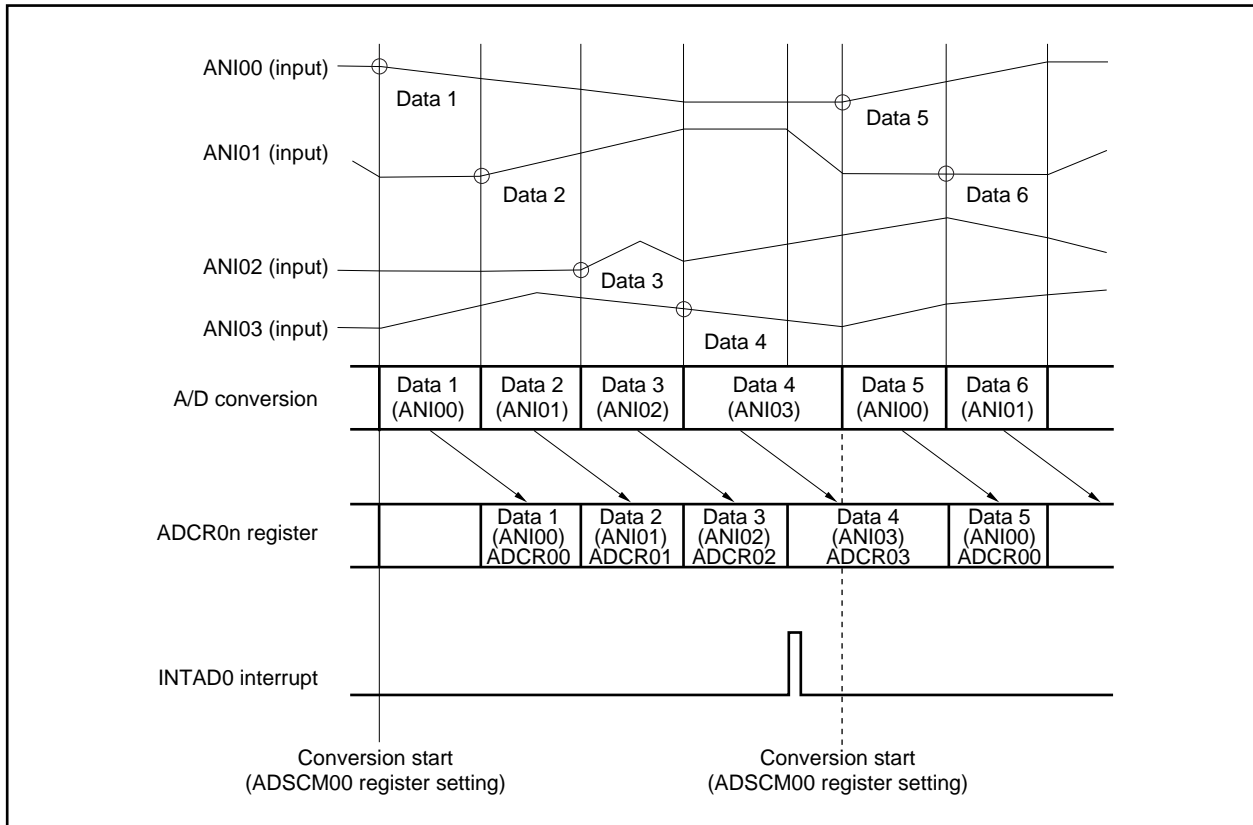 ANI00 (input)
Data 1
Data 5
ANI01 (input)
Data 2
Data 6
ANI02 (input)
Data 3
ANI03 (input)
Data 4
A/D conversion
Data 1
(ANI00)
Data 2
(ANI01)
Data 3
(ANI02)
Data 4
(ANI03)
Data 5
(ANI00)
Data 6
(ANI01)
ADCR0n register
Data 1
(ANI00)
ADCR00
Data 2
(ANI01)
ADCR01
Data 3
(ANI02)
ADCR02
Data 4
(ANI03)
ADCR03
Data 5
(ANI00)
ADCR00
INTAD0 interrupt
Conversion start
(ADSCM00 register setting)
Conversion start
(ADSCM00 register setting)